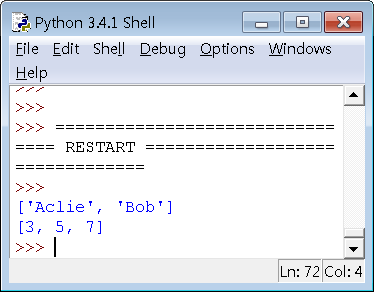 Python 3.4.1 Shell
File Edit Shell Debug Options Windows
Help
>>>
>>>
>>> ============================
==== RESTART ===================
=============
>>>
['Aclie', 'Bob']
[3, 5, 7]
>>>
Ln: 72 Col: 4